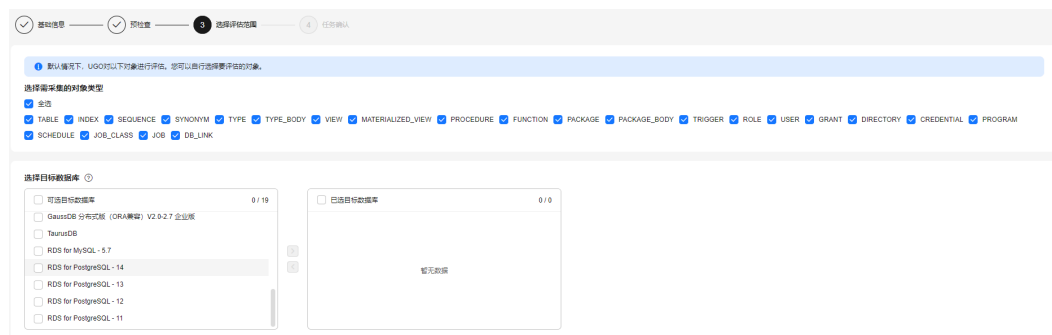 基础信息 预检查 3 选择评估范围 4 任务确认
默认情况下，UGO对以下对象进行评估。您可以自行选择要评估的对象。
选择需采集的对象类型
全选
TABLE INDEX SEQUENCE SYNONYM TYPE TYPE_BODY VIEW MATERIALIZED_VIEW PROCEDURE FUNCTION PACKAGE PACKAGE_BODY TRIGGER ROLE USER GRANT DIRECTORY CREDENTIAL PROGRAM
SCHEDULE JOB_CLASS JOB DB_LINK
选择目标数据库
可选目标数据库 0 / 19 已选目标数据库 0 / 0
GaussDB 分布式版（ORA兼容）V2.0-2.7 企业版
TaurusDB
RDS for MySQL - 5.7
RDS for PostgreSQL - 14
暂无数据
RDS for PostgreSQL - 13
RDS for PostgreSQL - 12
RDS for PostgreSQL - 11